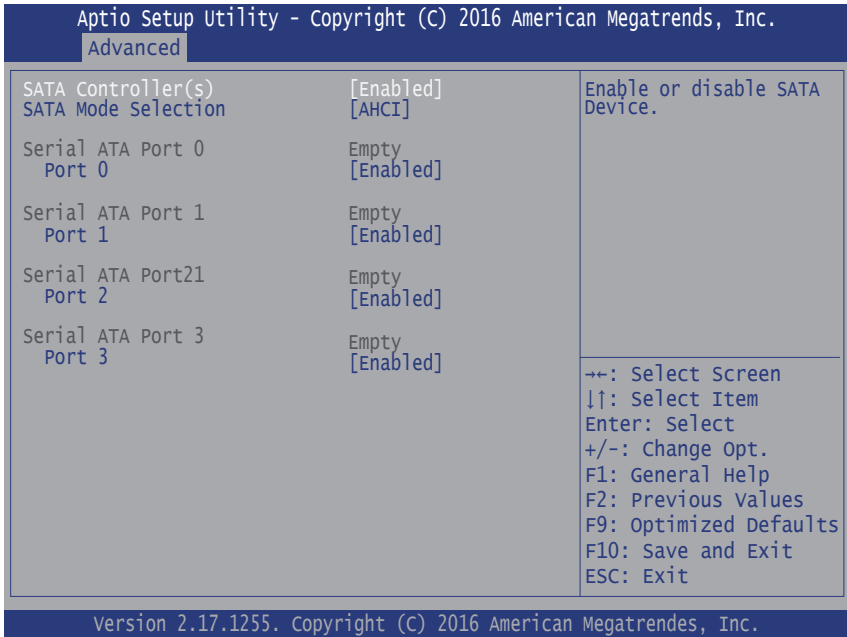 Aptio Setup Utility - Copyright (C) 2016 American Megatrends, Inc.
Advanced
SATA Controller(s) [Enabled]
SATA Mode Selection [AHCI]
Serial ATA Port 0 Empty
Port 0 [Enabled]
Serial ATA Port 1 Empty
Port 1 [Enabled]
Serial ATA Port21 Empty
Port 2 [Enabled]
Serial ATA Port 3 Empty
Port 3 [Enabled]
Enable or disable SATA
Device.
→←: Select Screen
↓↑: Select Item
Enter: Select
+/-: Change Opt.
F1: General Help
F2: Previous Values
F9: Optimized Defaults
F10: Save and Exit
ESC: Exit
Version 2.17.1255. Copyright (C) 2016 American Megatrendes, Inc.